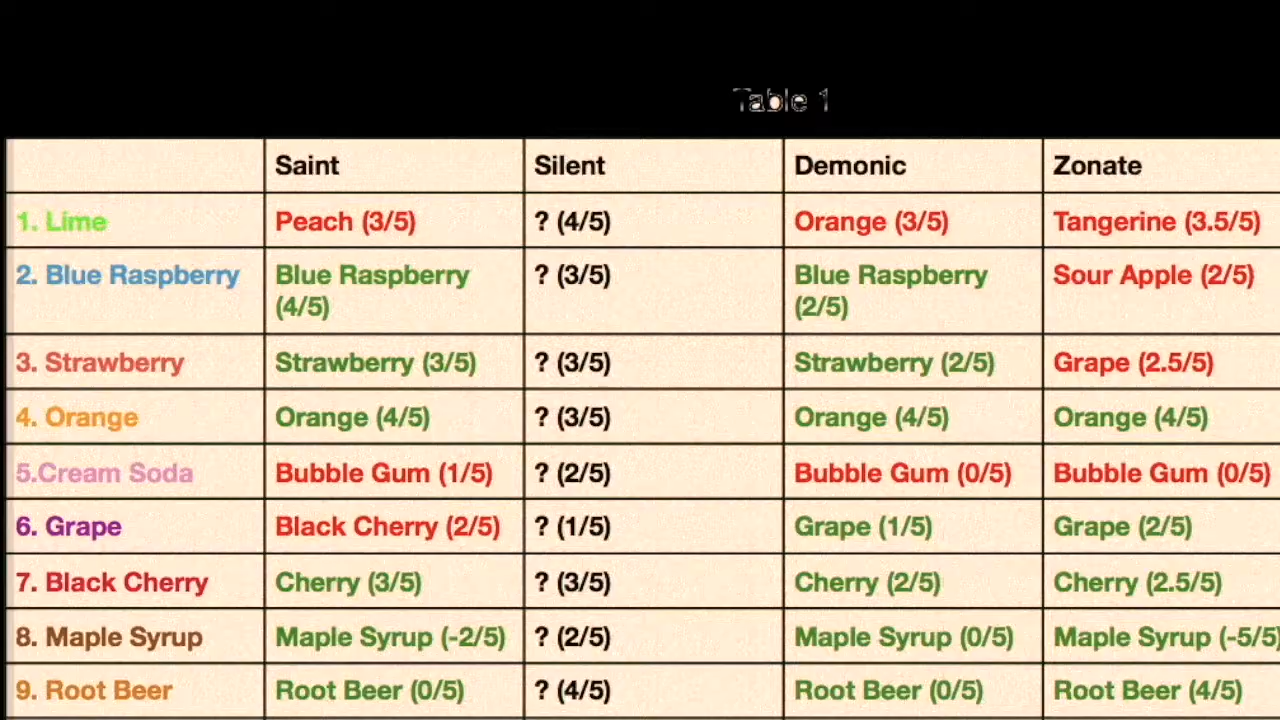 Table 1
Saint Silent Demonic Zonate
1. Lime Peach (3/5) ? (4/5) Orange (3/5) Tangerine (3.5/5)
2. Blue Raspberry Blue Raspberry ? (3/5) Blue Raspberry Sour Apple (2/5)
(4/5) (2/5)
3. Strawberry Strawberry (3/5) ? (3/5) Strawberry (2/5) Grape (2.5/5)
4. Orange Orange (4/5) ? (3/5) Orange (4/5) Orange (4/5)
5.Cream Soda Bubble Gum (1/5) ? (2/5) Bubble Gum (0/5) Bubble Gum (0/5)
6. Grape Black Cherry (2/5) ? (1/5) Grape (1/5) Grape (2/5)
7. Black Cherry Cherry (3/5) ? (3/5) Cherry (2/5) Cherry (2.5/5)
8. Maple Syrup Maple Syrup (-2/5) ? (2/5) Maple Syrup (0/5) Maple Syrup (-5/5)
9. Root Beer Root Beer (0/5) ? (4/5) Root Beer (0/5) Root Beer (4/5)